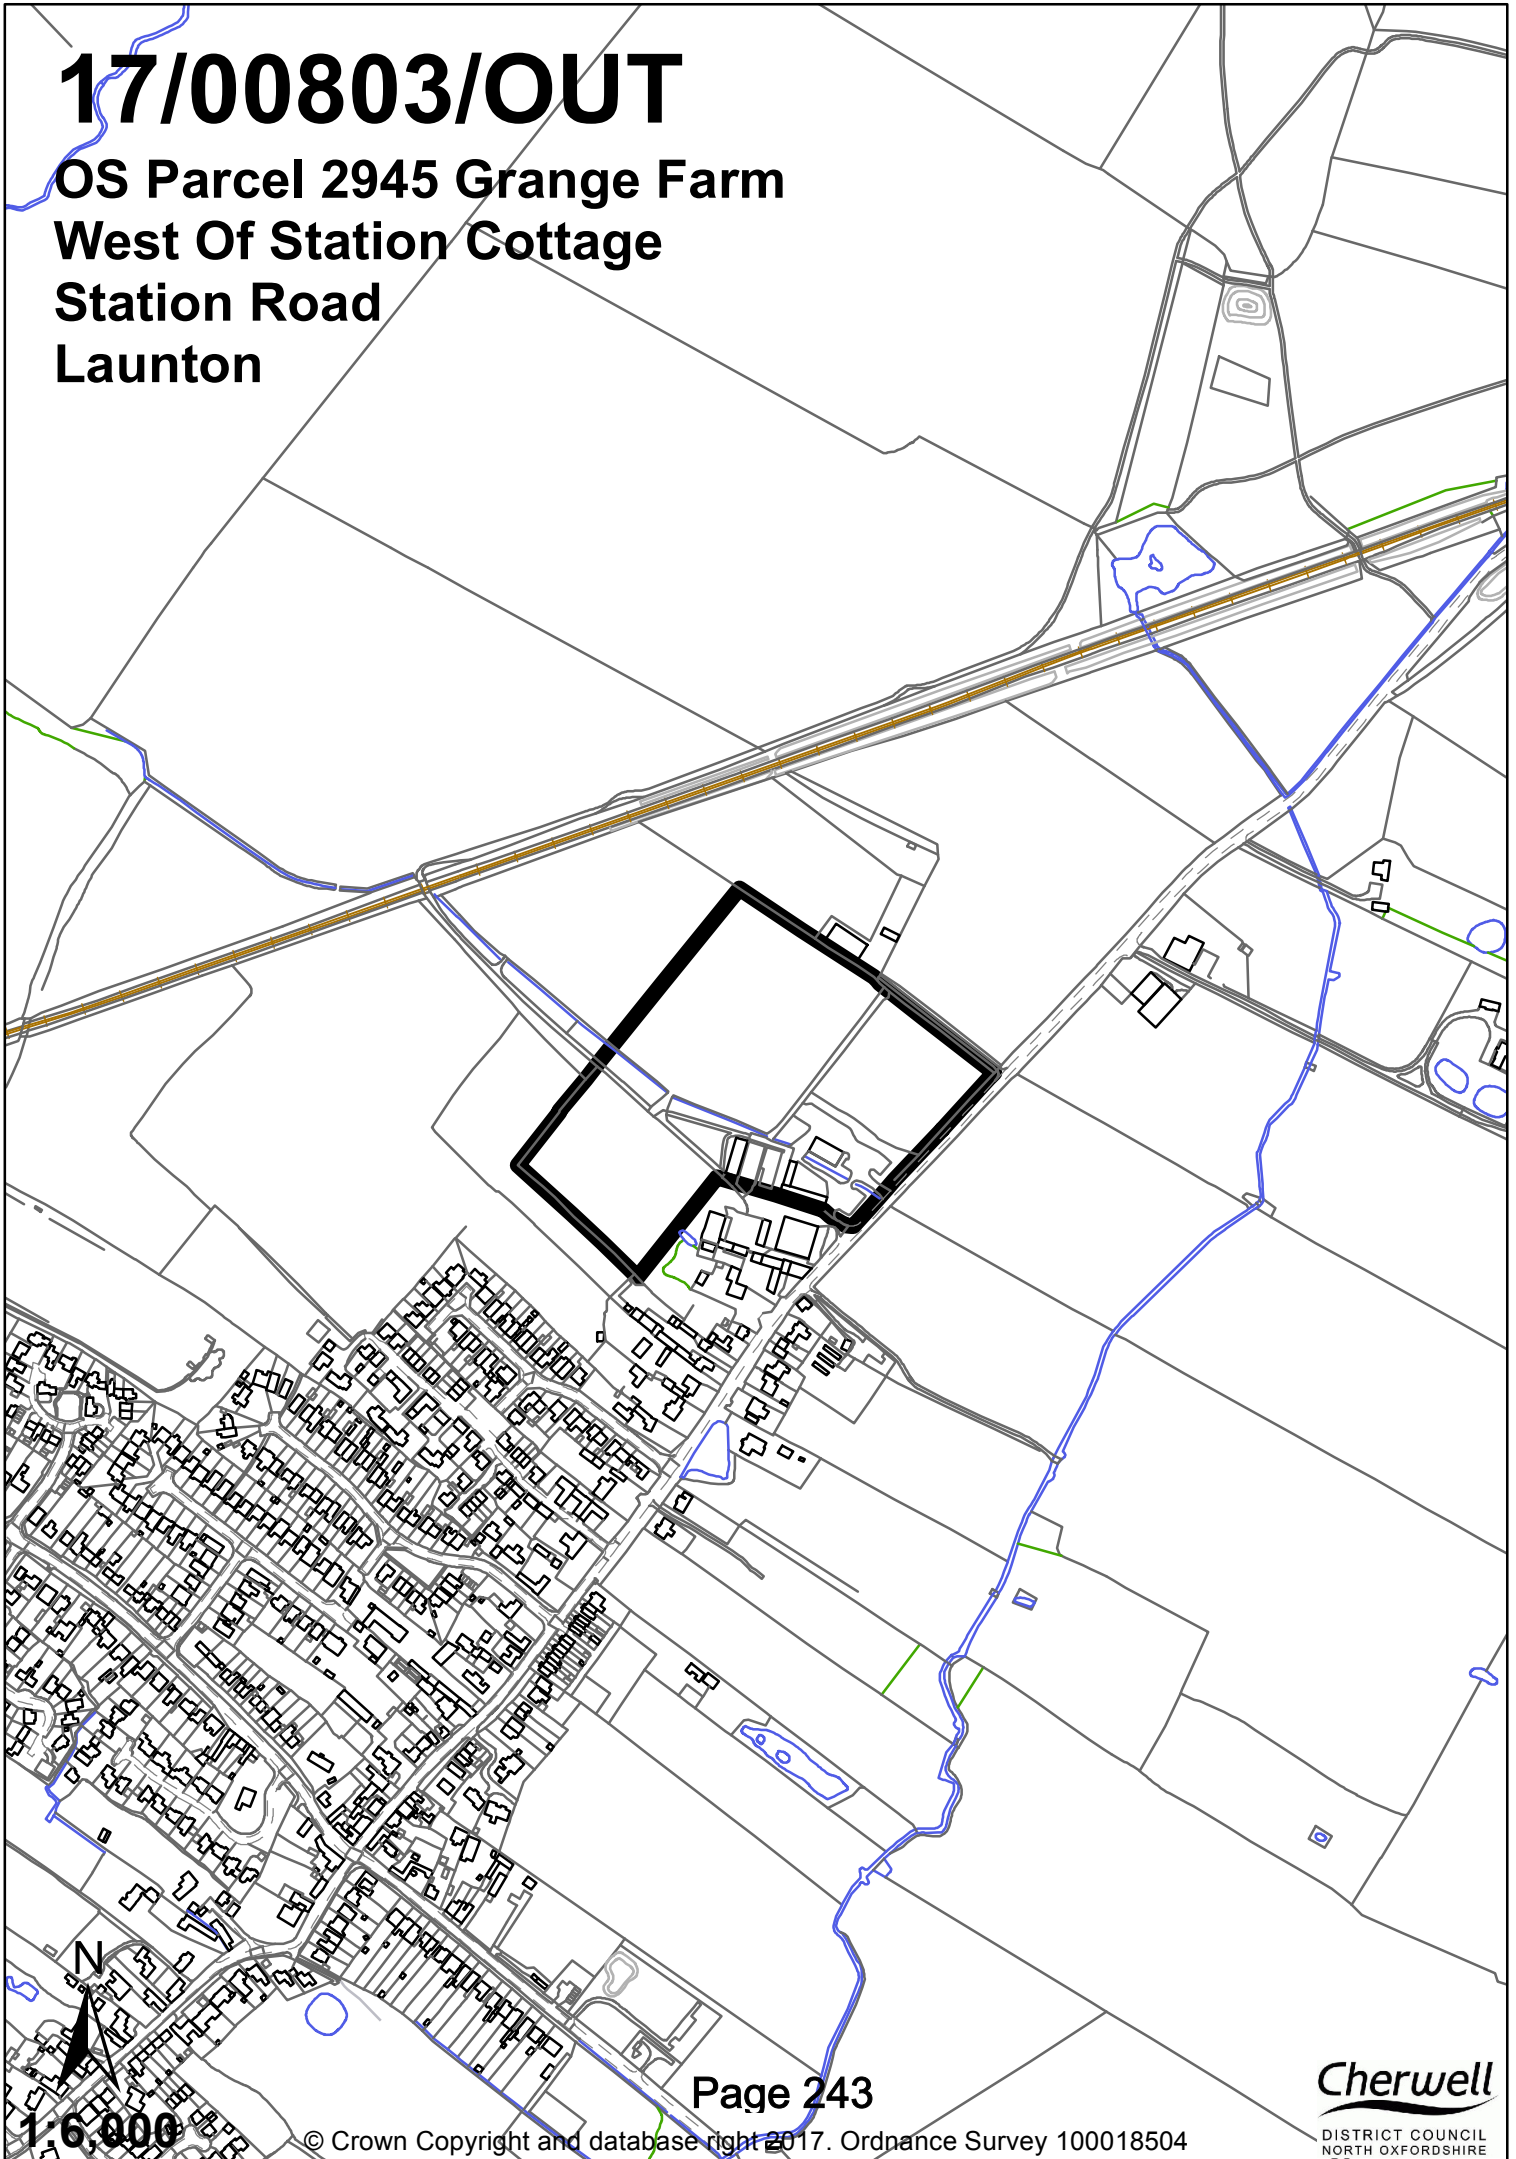 17/00803/OUT
OS Parcel 2945 Grange Farm
West Of Station Cottage
Station Road
Launton
N
1:6,000
Page 243
© Crown Copyright and database right 2017. Ordnance Survey 100018504
Cherwell
DISTRICT COUNCIL
NORTH OXFORDSHIRE